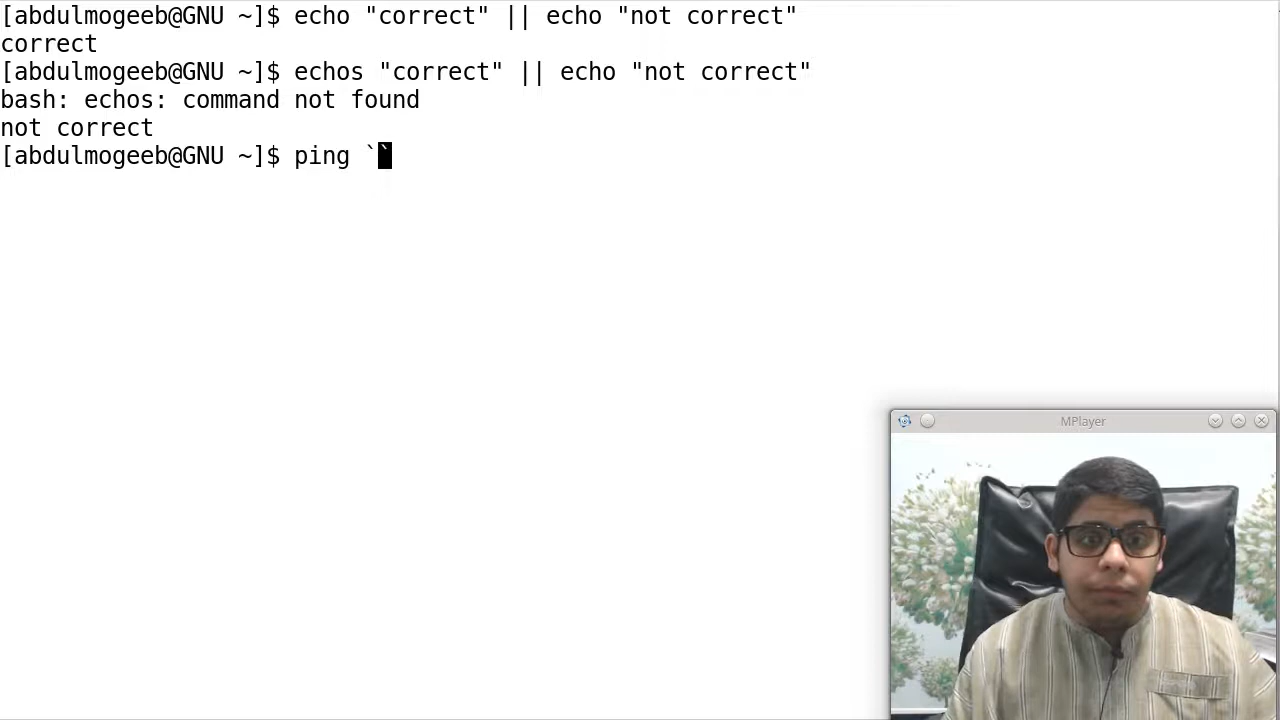 [abdulmogeeb@GNU ~]$ echo "correct" || echo "not correct"
correct
[abdulmogeeb@GNU ~]$ echos "correct" || echo "not correct"
bash: echos: command not found
not correct
[abdulmogeeb@GNU ~]$ ping ``
MPlayer